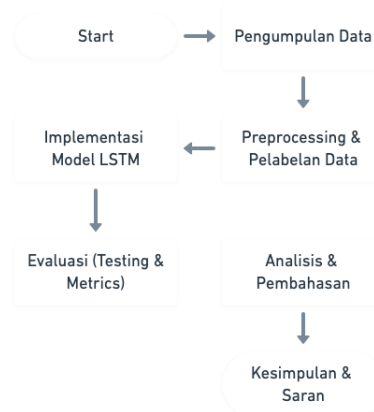 Start
Pengumpulan Data
Preprocessing &
Pelabelan Data
Implementasi
Model LSTM
Evaluasi (Testing &
Metrics)
Analisis &
Pembahasan
Kesimpulan &
Saran